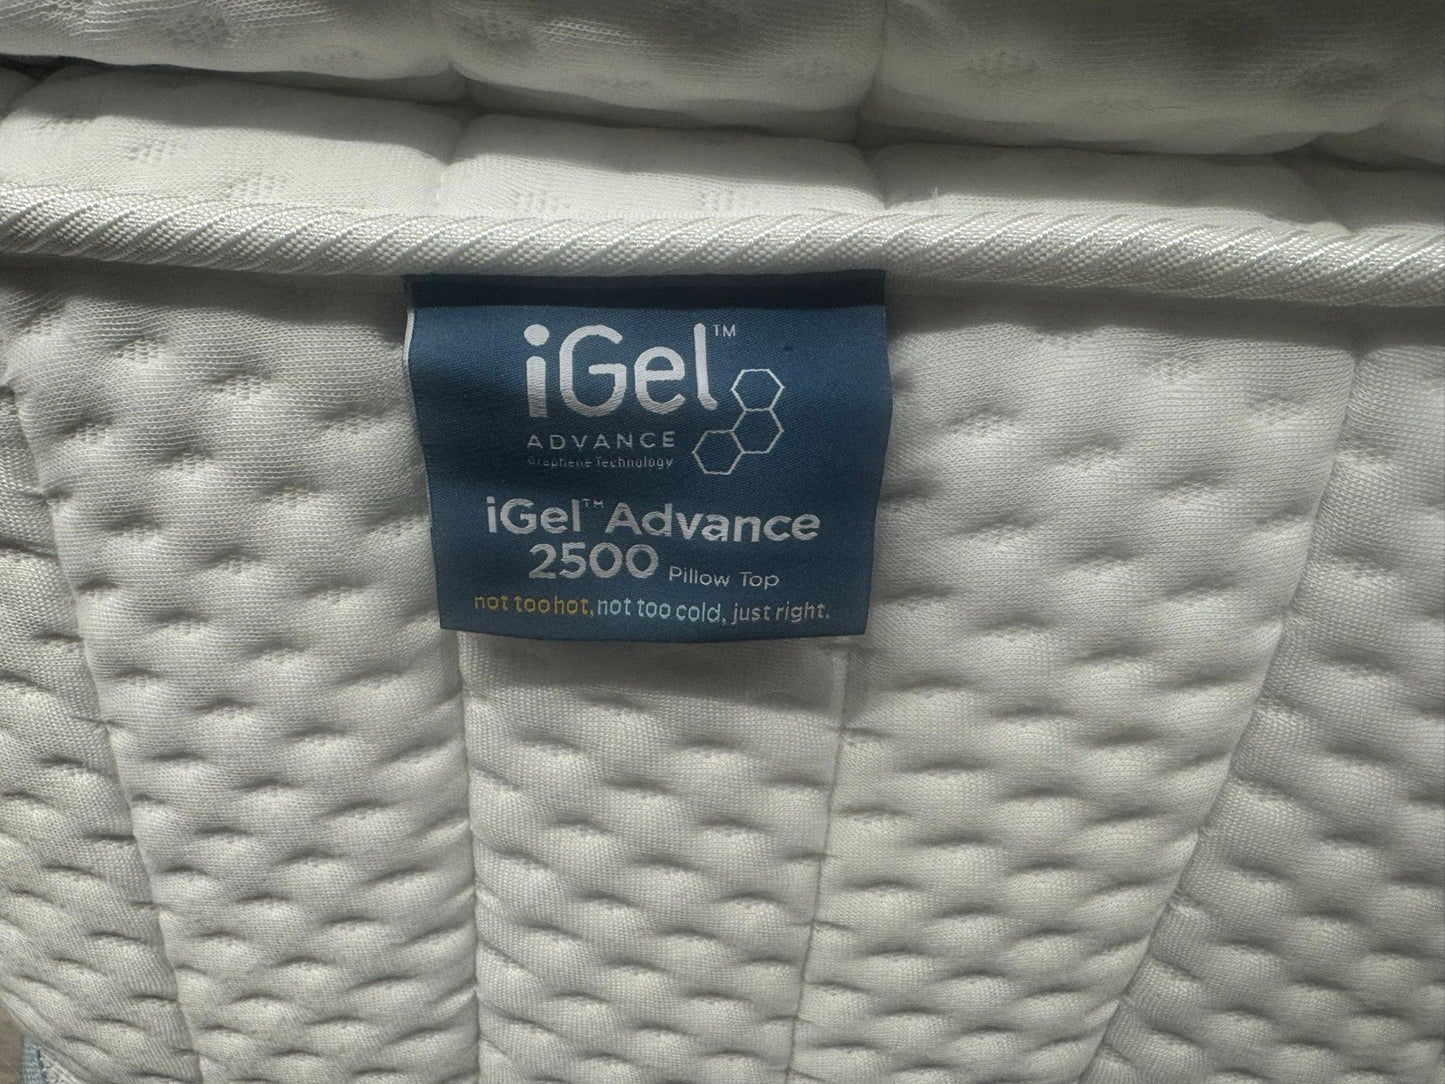 iGel™
ADVANCE
Graphene Technology
iGel™ Advance
2500 Pillow Top
not too hot, not too cold, just right.